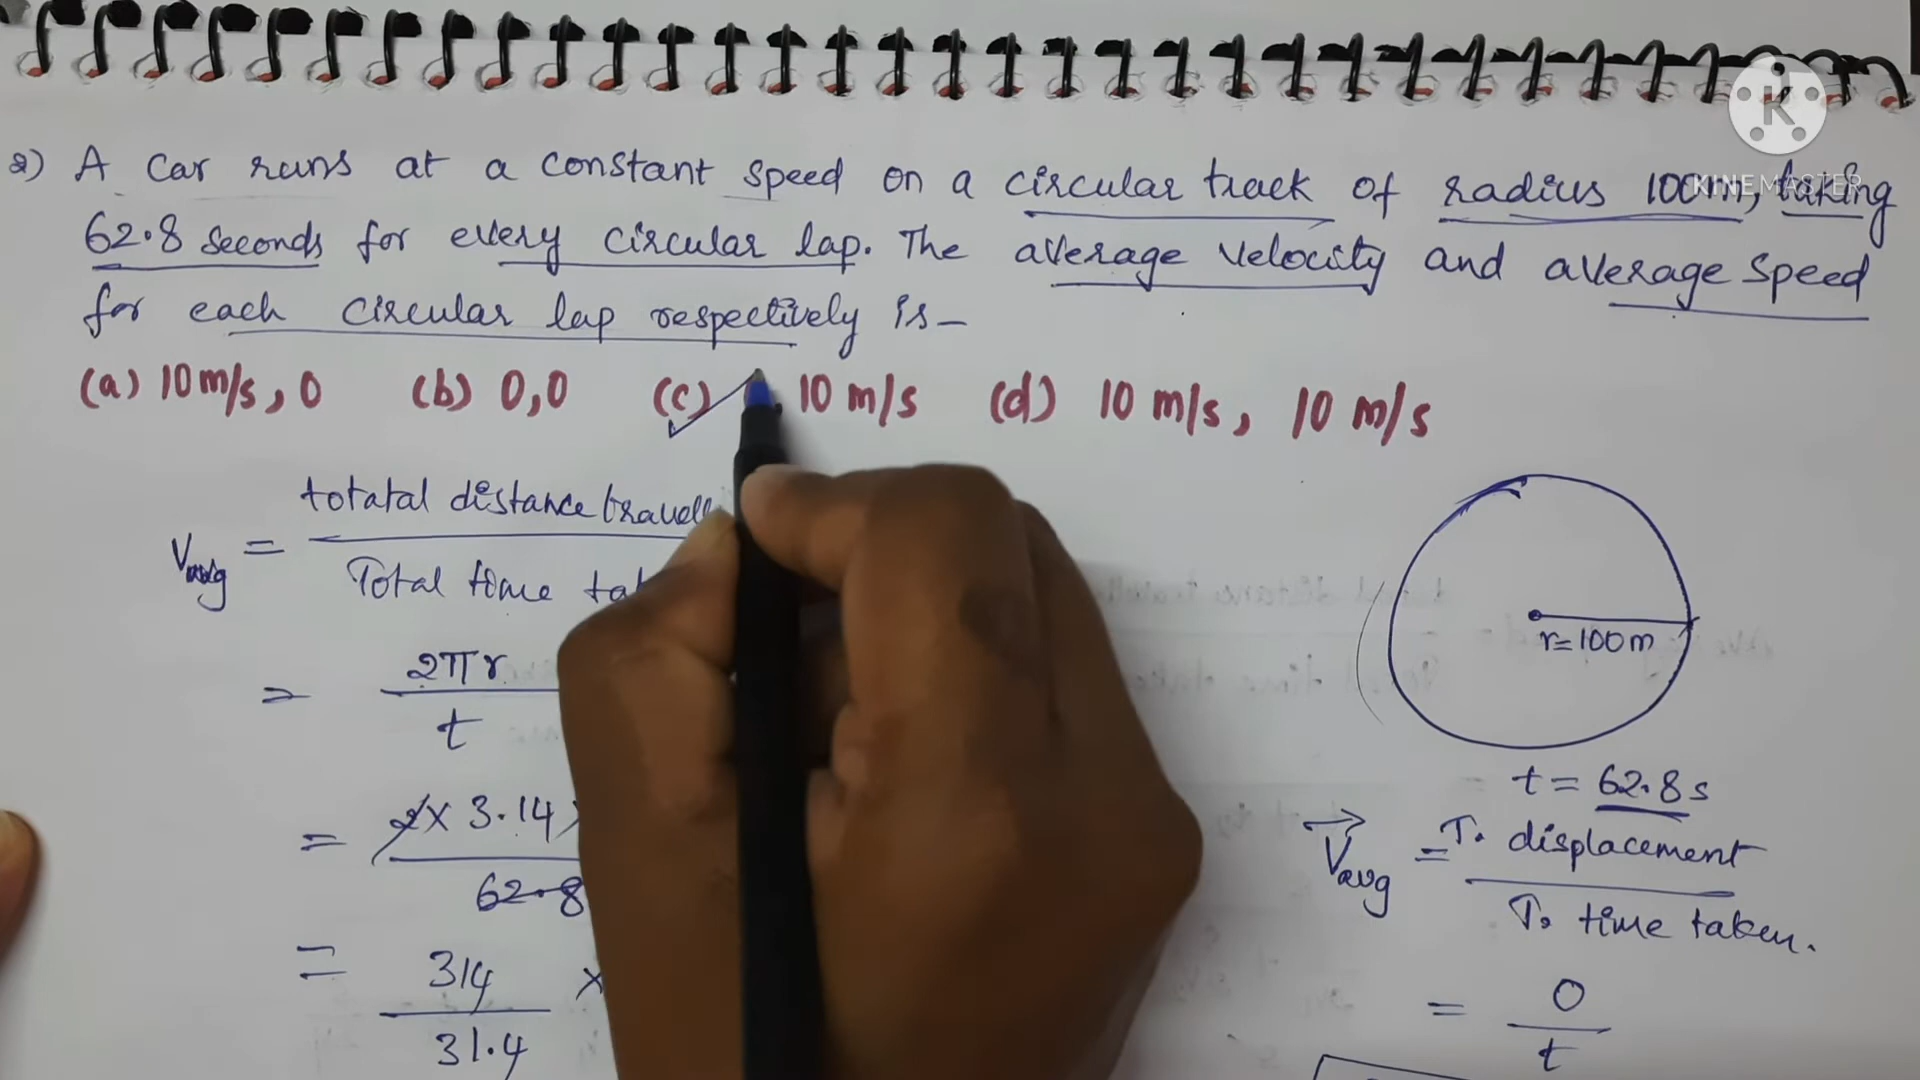 2) A car runs at a constant speed on a circular track of radius 100m, taking
62.8 seconds for every circular lap. The average velocity and average speed
for each circular lap respectively is –
(a) 10 m/s, 0 (b) 0,0 (c) 10 m/s (d) 10 m/s, 10 m/s
Vavg = totatal distance travell
Total time ta
= 2πr
t
= 2 × 3.14
62.8
= 314 ×
31.4
r=100m
t = 62.8s
Vavg = T. displacement
T. time taken.
= 0
t
K
KINEMASTER